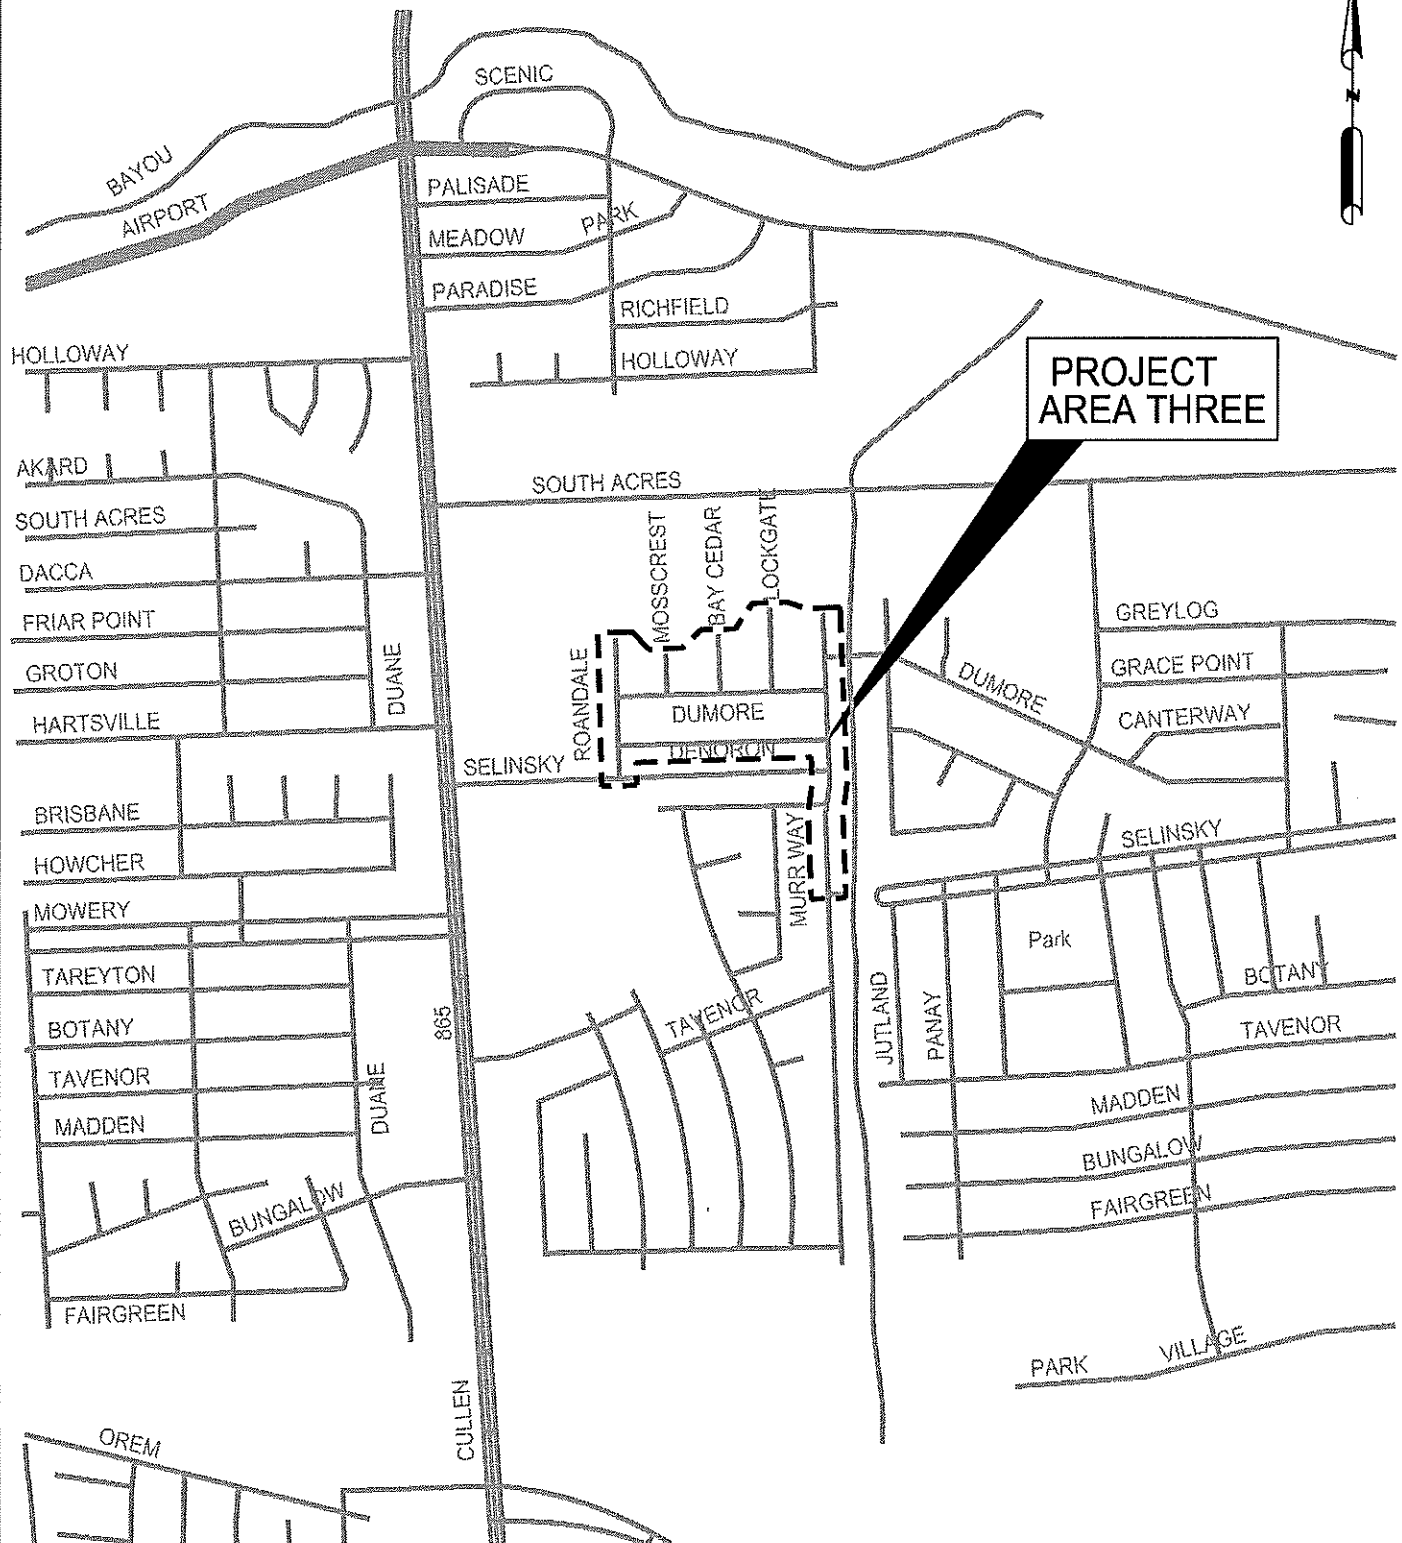 N
SCENIC
BAYOU
AIRPORT
PALISADE
MEADOW PARK
PARADISE
RICHFIELD
HOLLOWAY
HOLLOWAY
PROJECT
AREA THREE
AKARD
SOUTH ACRES
SOUTH ACRES
MOSSCREST
BAY CEDAR
LOCKGATE
DACCA
FRIAR POINT
GREYLOG
GROTON
DUANE
ROANDALE
GRACE POINT
DUMORE
HARTSVILLE
DUMORE
CANTERWAY
DENORON
SELINSKY
BRISBANE
SELINSKY
HOWCHER
MURR WAY
MOWERY
Park
TAREYTON
BOTANY
JUTLAND
PANAY
TAVENOR
BOTANY
865
TAVENOR
TAVENOR
DUANE
MADDEN
MADDEN
BUNGALOW
BUNGALOW
FAIRGREEN
FAIRGREEN
PARK VILLAGE
CULLEN
OREM